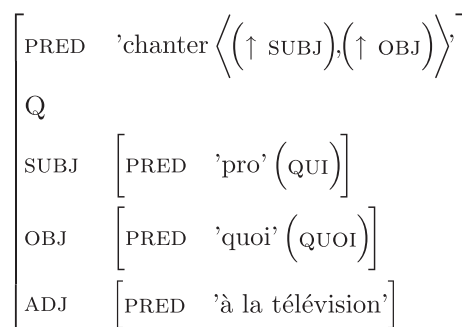 PRED 'chanter ⟨(↑ SUBJ),(↑ OBJ)⟩'
Q
SUBJ [PRED 'pro' (QUI)]
OBJ [PRED 'quoi' (QUOI)]
ADJ [PRED 'à la télévision']